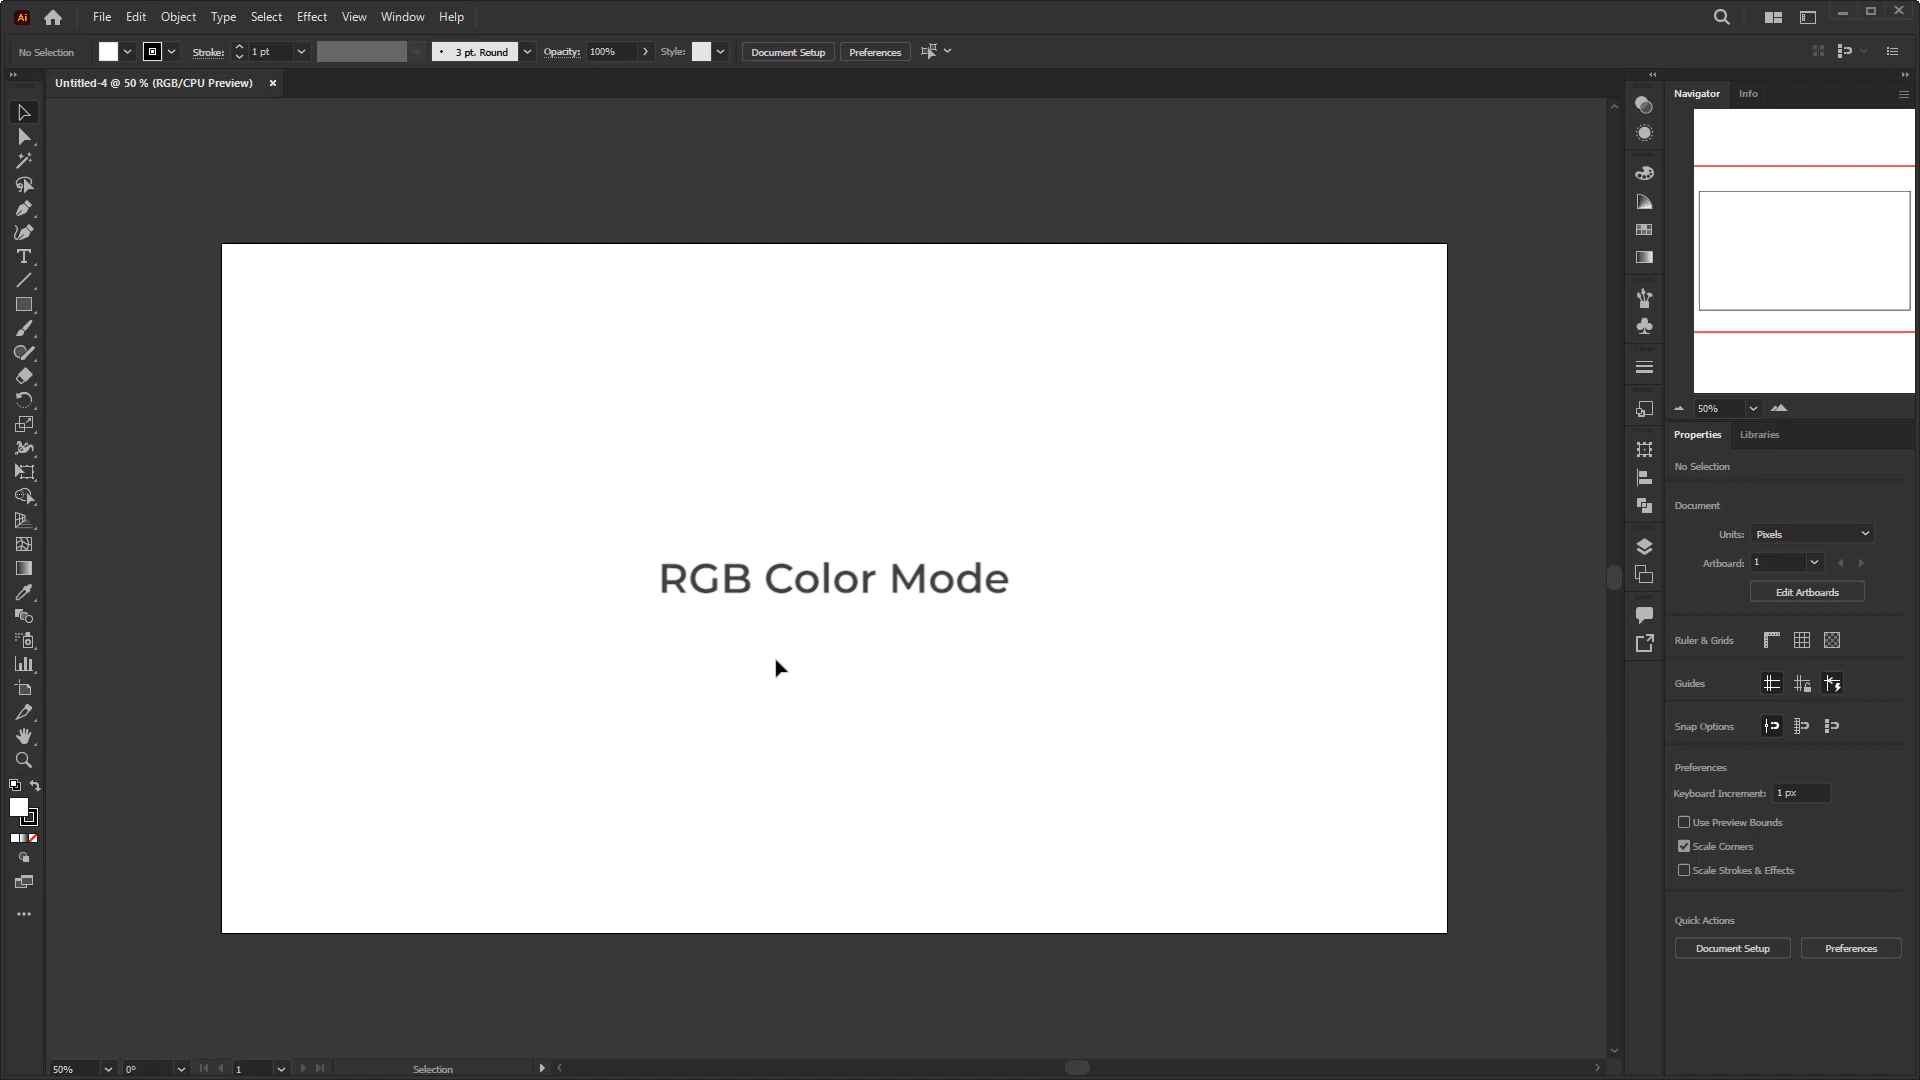 Ai
File Edit Object Type Select Effect View Window Help
No Selection
Stroke: 1 pt
3 pt. Round
Opacity: 100%
Style:
Document Setup
Preferences
Untitled-4 @ 50 % (RGB/CPU Preview)
RGB Color Mode
50% 0° 1 Selection
Navigator Info
50%
Properties Libraries
No Selection
Document
Units: Pixels
Artboard: 1
Edit Artboards
Ruler & Grids
Guides
Snap Options
Preferences
Keyboard Increment: 1 px
Use Preview Bounds
Scale Corners
Scale Strokes & Effects
Quick Actions
Document Setup Preferences